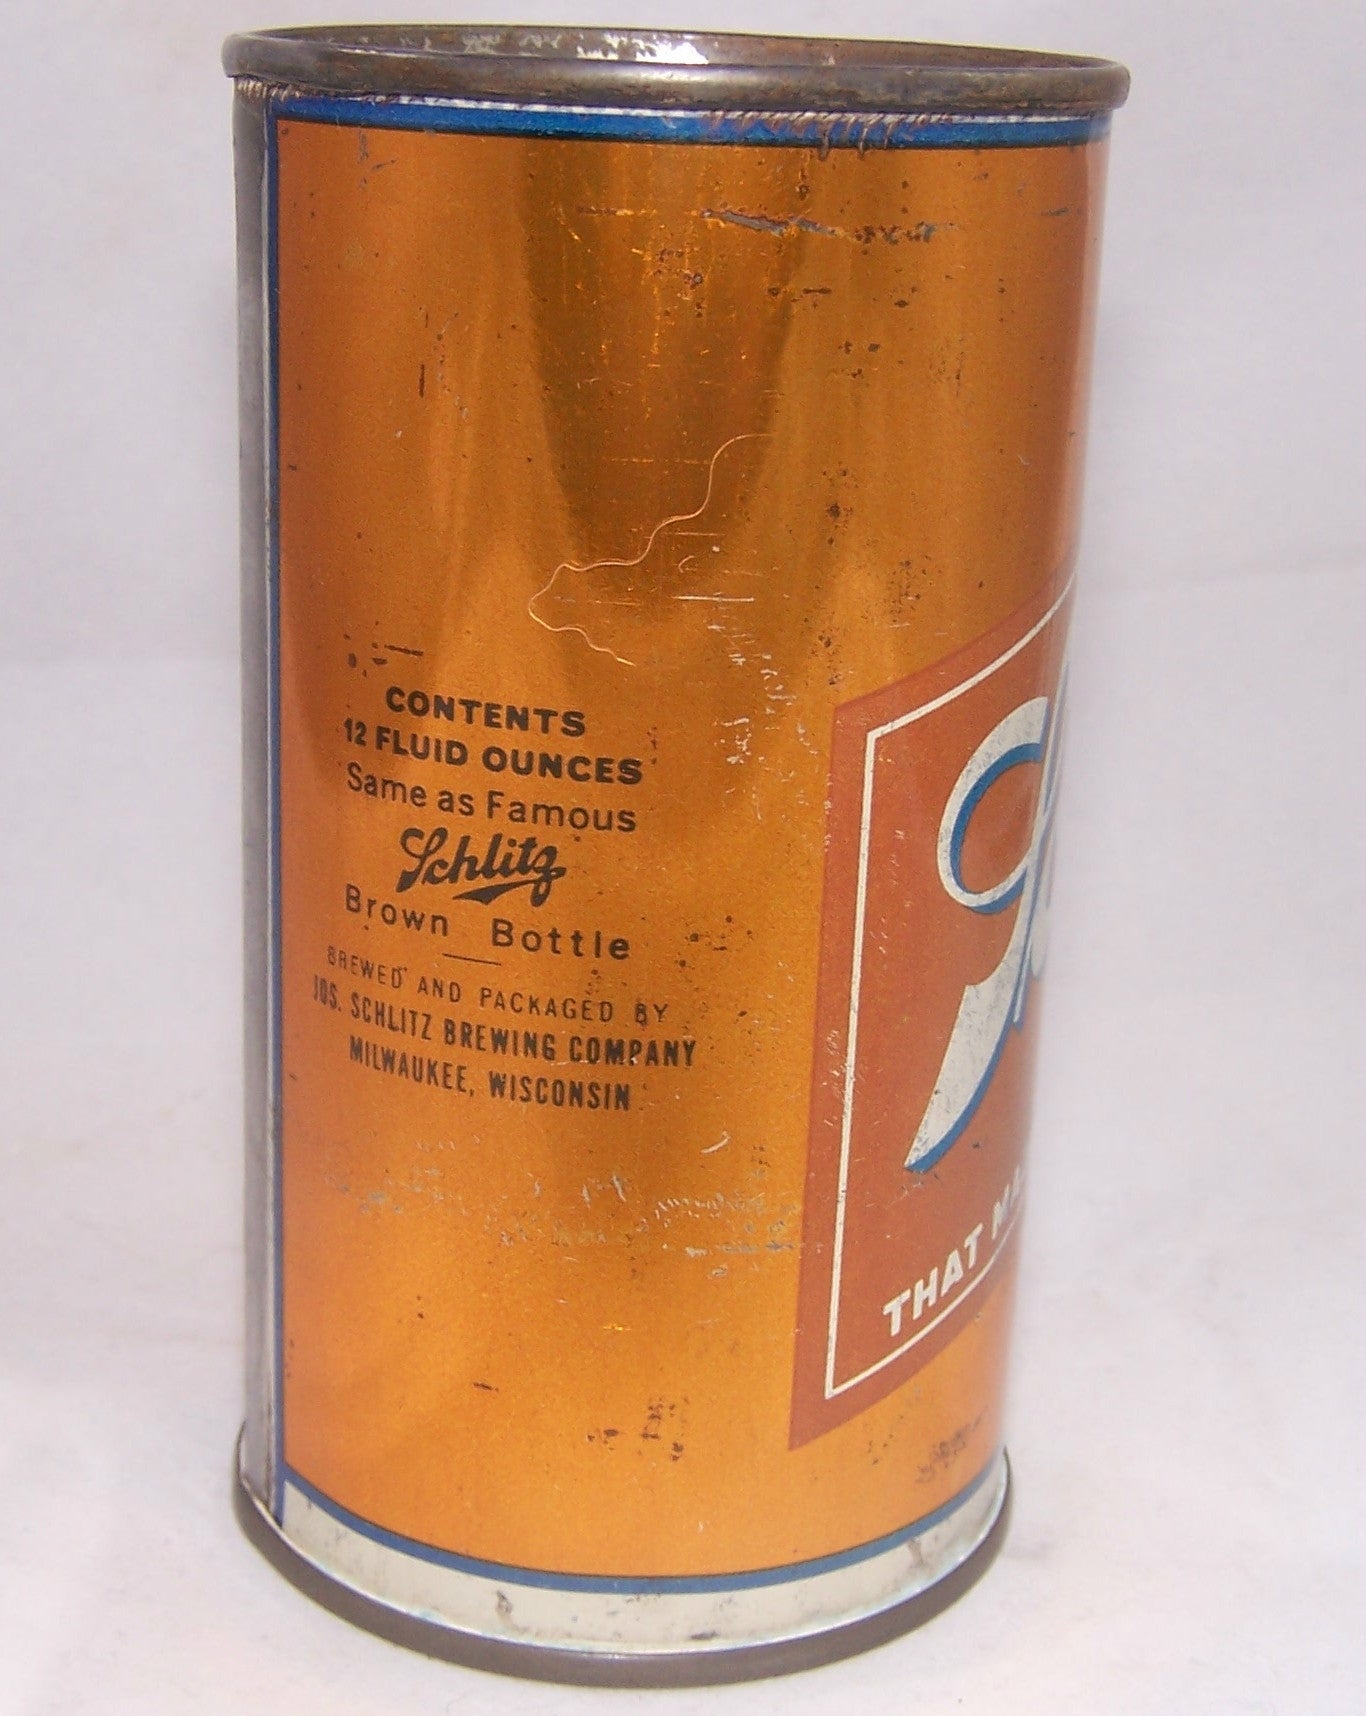 CONTENTS
12 FLUID OUNCES
Same as Famous
Schlitz
Brown Bottle
BREWED AND PACKAGED BY
JOS. SCHLITZ BREWING COMPANY
MILWAUKEE, WISCONSIN
THAT